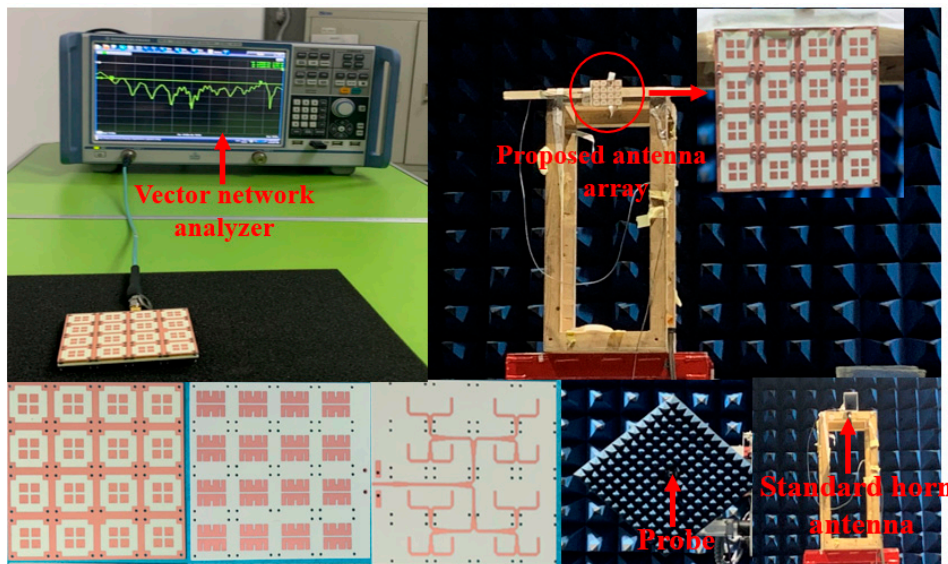 Vector network
analyzer
Proposed antenna
array
Probe
Standard horn
antenna